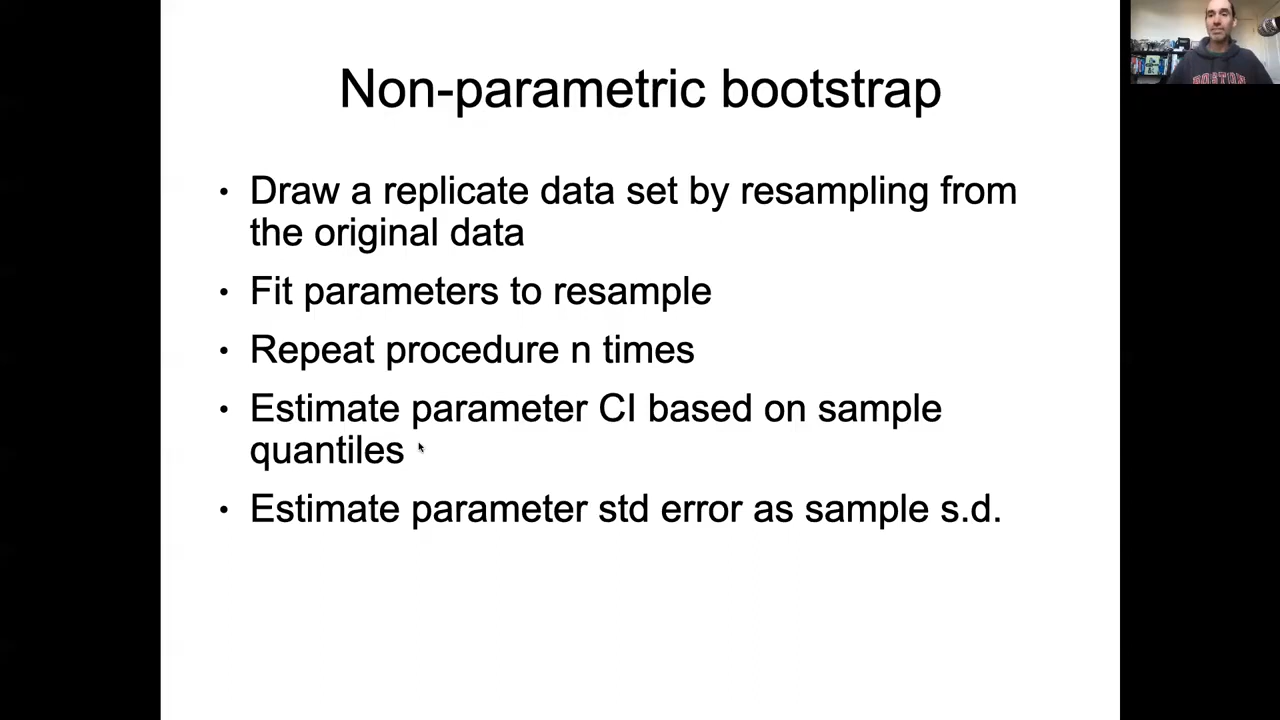 Non-parametric bootstrap
• Draw a replicate data set by resampling from
the original data
• Fit parameters to resample
• Repeat procedure n times
• Estimate parameter CI based on sample
quantiles
• Estimate parameter std error as sample s.d.
BOSTON